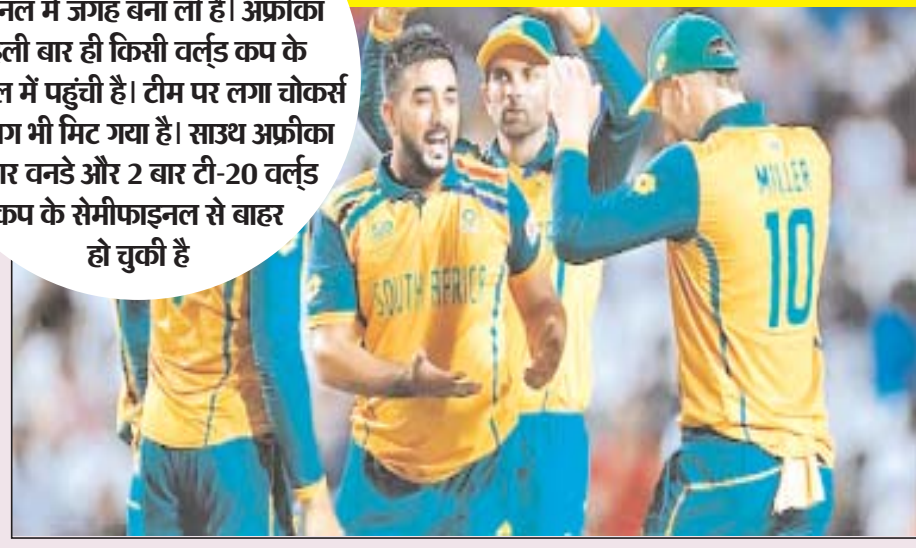 में जगह बना ली है। अफ्रीका
बार ही किसी वर्ल्ड कप के
में पहुंची है। टीम पर लगा चोकर्स
भी मिट गया है। साउथ अफ्रीका
वनडे और 2 बार टी-20 वर्ल्ड
कप के सेमीफाइनल से बाहर
हो चुकी है
SOUTH AFRICA
MILLER
10